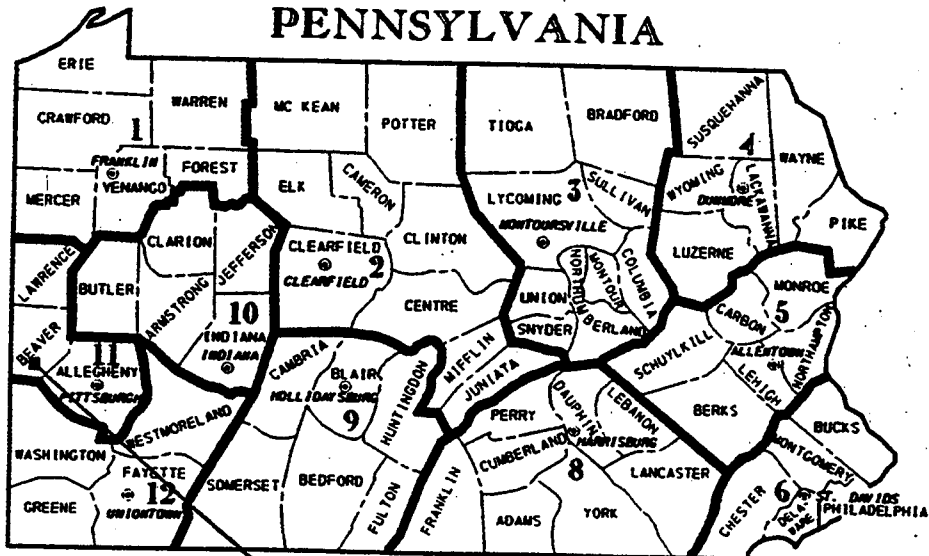 PENNSYLVANIA
ERIE
CRAWFORD
1
WARREN
MC KEAN
POTTER
TIOGA
BRADFORD
SUSQUEHANNA
4
WAYNE
FRANKLIN
VENANGO
FOREST
MERCER
ELK
CAMERON
LYCOMING
3
SULLIVAN
WYOMING
DUNMORE
LACKAWANNA
PIKE
MONTOURSVILLE
LAWRENCE
CLARION
JEFFERSON
CLEARFIELD
2
CLEARFIELD
CLINTON
LUZERNE
BUTLER
ARMSTRONG
CENTRE
UNION
NORTHUMBERLAND
MONTOUR
COLUMBIA
MONROE
CARBON
5
BEAVER
11
ALLEGHENY
PITTSBURGH
10
INDIANA
INDIANA
SNYDER
MIFFLIN
JUNIATA
SCHUYLKILL
ALLENTOWN
NORTHAMPTON
LEHIGH
CAMBRIA
BLAIR
HOLLIDAYSBURG
9
HUNTINGDON
PERRY
DAUPHIN
LEBANON
BERKS
BUCKS
WESTMORELAND
WASHINGTON
CUMBERLAND
HARRISBURG
8
MONTGOMERY
FAYETTE
12
UNIONTOWN
GREENE
SOMERSET
BEDFORD
FULTON
FRANKLIN
ADAMS
YORK
LANCASTER
CHESTER
6
DELAWARE
ST. DAVIDS
PHILADELPHIA